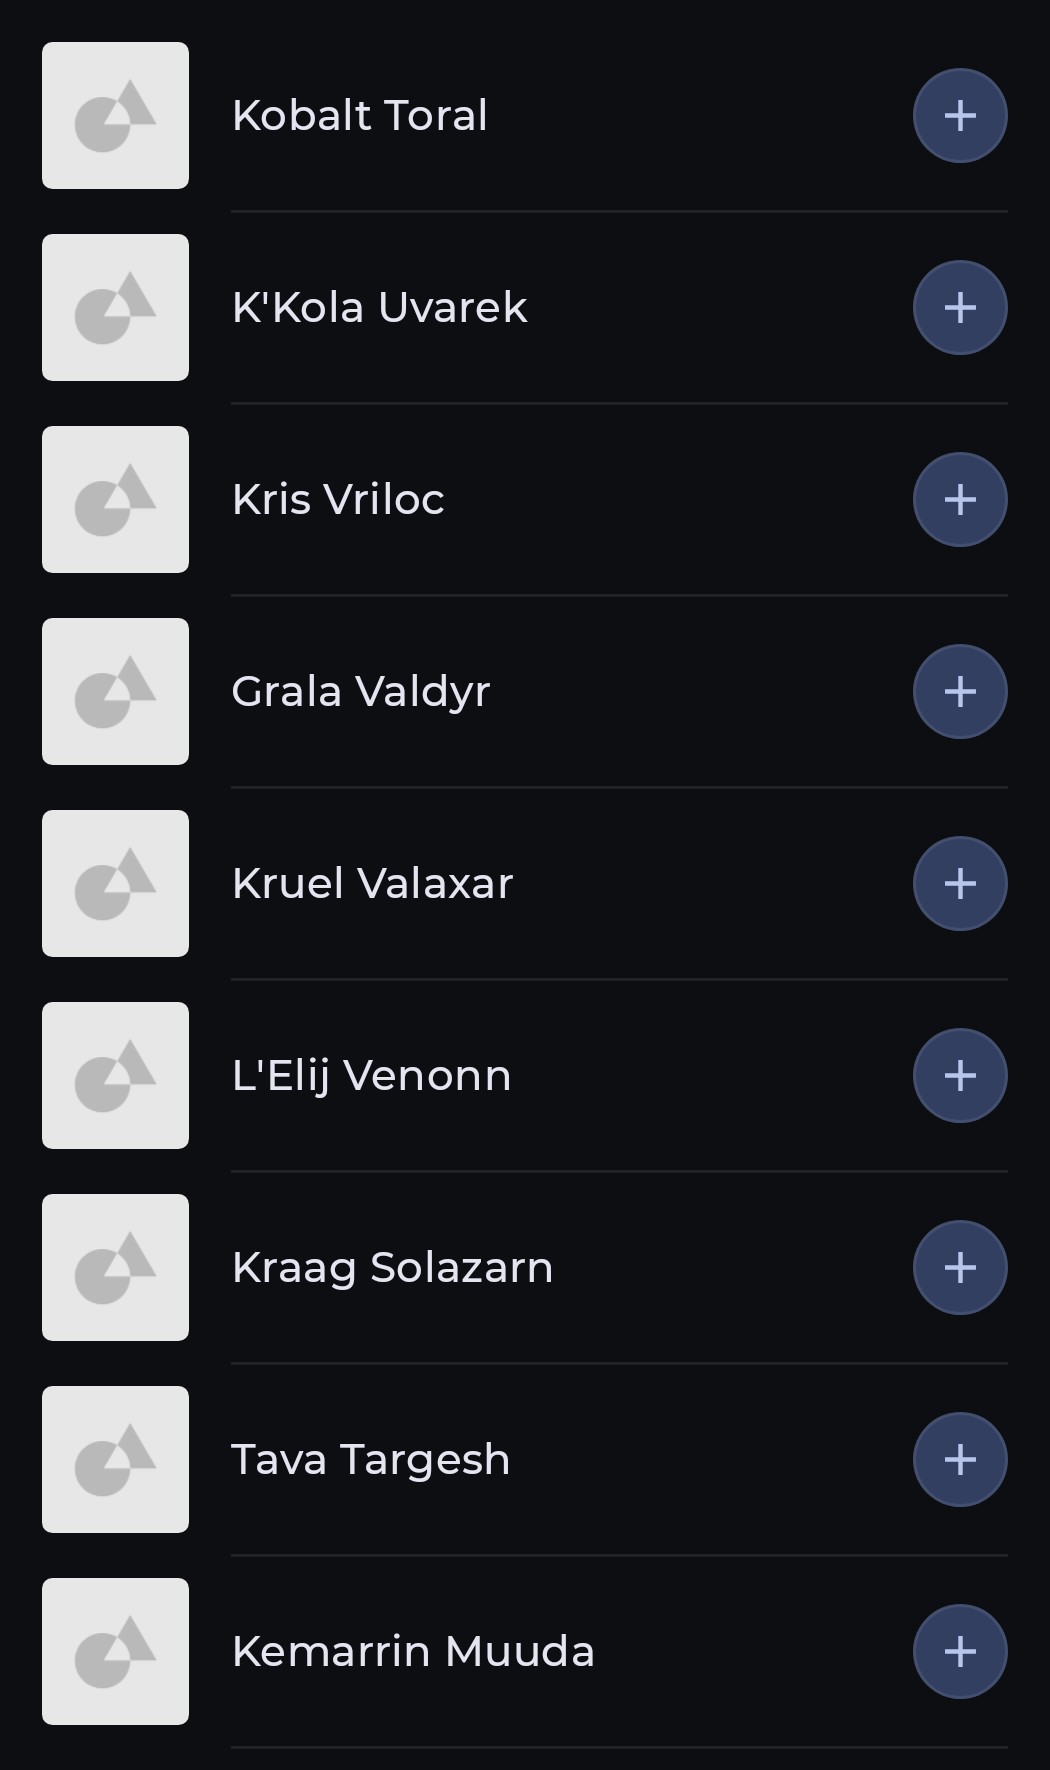 Kobalt Toral
K'Kola Uvarek
Kris Vriloc
Grala Valdyr
Kruel Valaxar
L'Elij Venonn
Kraag Solazarn
Tava Targesh
Kemarrin Muuda